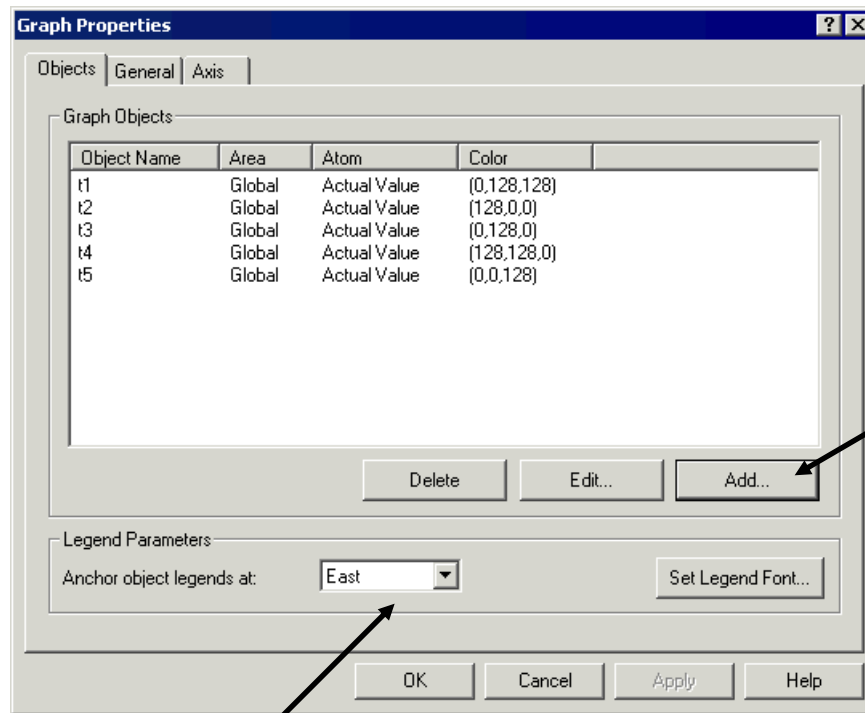 Graph Properties
Objects General Axis
Graph Objects
Object Name Area Atom Color
t1 Global Actual Value (0,128,128)
t2 Global Actual Value (128,0,0)
t3 Global Actual Value (0,128,0)
t4 Global Actual Value (128,128,0)
t5 Global Actual Value (0,0,128)
Delete Edit... Add...
Legend Parameters
Anchor object legends at: East Set Legend Font...
OK Cancel Apply Help